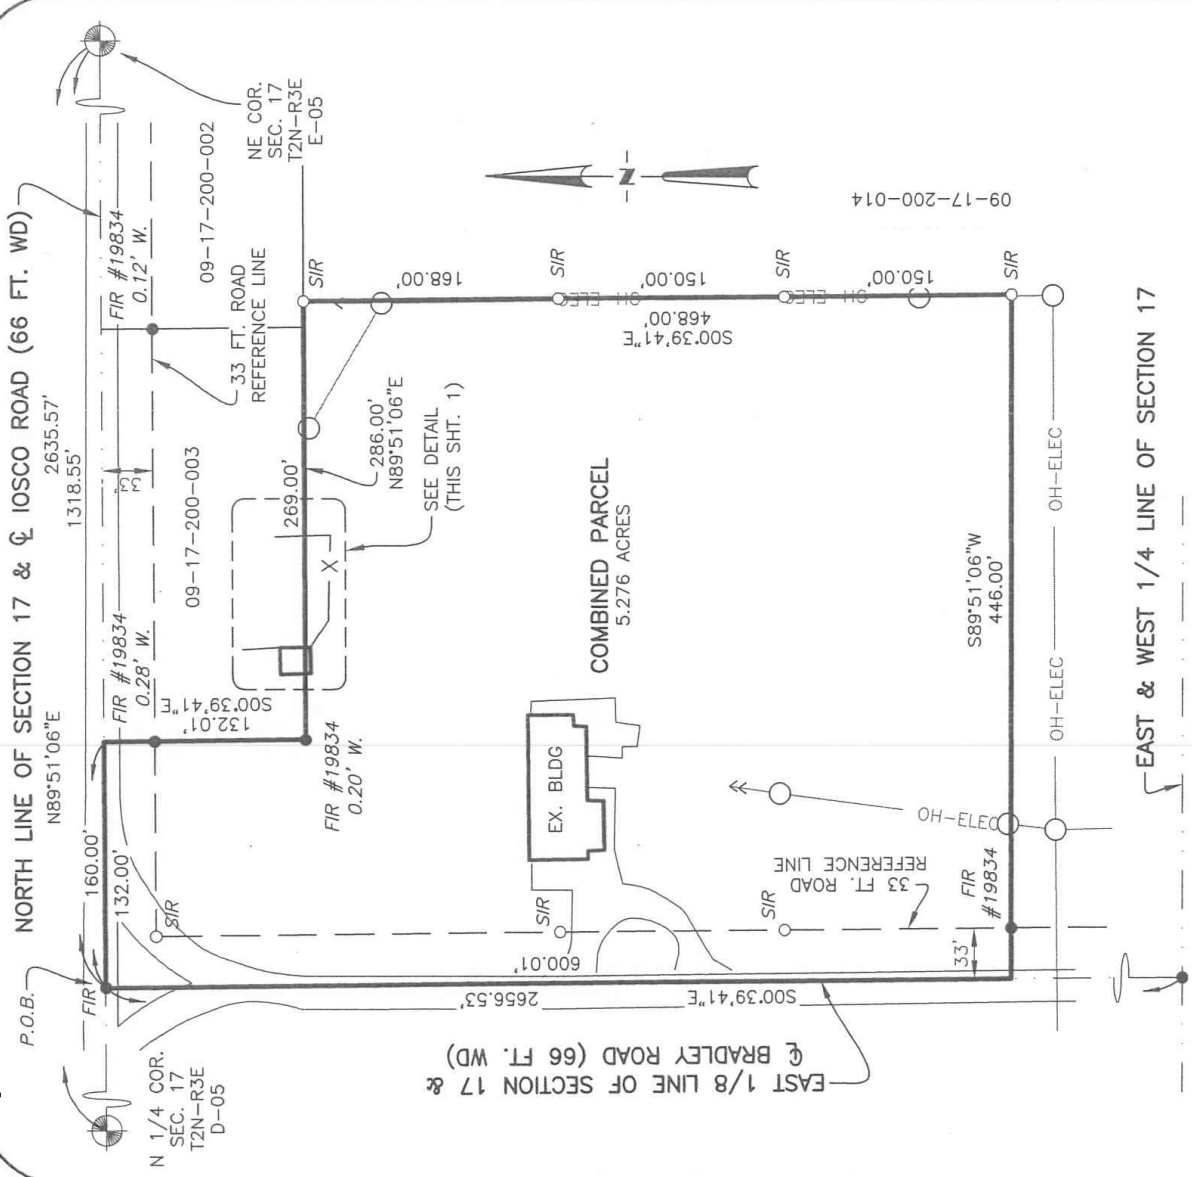 P.O.B.
NORTH LINE OF SECTION 17 & ℄ IOSCO ROAD (66 FT. WD)
N89°51'06"E
2635.57'
1318.55'
N 1/4 COR.
SEC. 17
T2N-R3E
D-05
NE COR.
SEC. 17
T2N-R3E
E-05
FIR
160.00'
132.00'
FIR #19834
0.28' W.
33'
FIR #19834
0.12' W.
09-17-200-003
09-17-200-002
33 FT. ROAD
REFERENCE LINE
132.01'
S00°39'41"E
FIR #19834
0.20' W.
269.00'
286.00'
N89°51'06"E
X
SEE DETAIL
(THIS SHT. 1)
SIR
SIR
SIR
SIR
SIR
SIR
SIR
168.00'
150.00'
150.00'
OH-ELEC
OH-ELEC
468.00'
S00°39'41"E
N
09-17-200-014
COMBINED PARCEL
5.276 ACRES
EX. BLDG
600.01'
2656.53'
S00°39'41"E
EAST 1/8 LINE OF SECTION 17 &
℄ BRADLEY ROAD (66 FT. WD)
33 FT. ROAD
REFERENCE LINE
FIR
#19834
33'
OH-ELEC
S89°51'06"W
446.00'
OH-ELEC
OH-ELEC
EAST & WEST 1/4 LINE OF SECTION 17